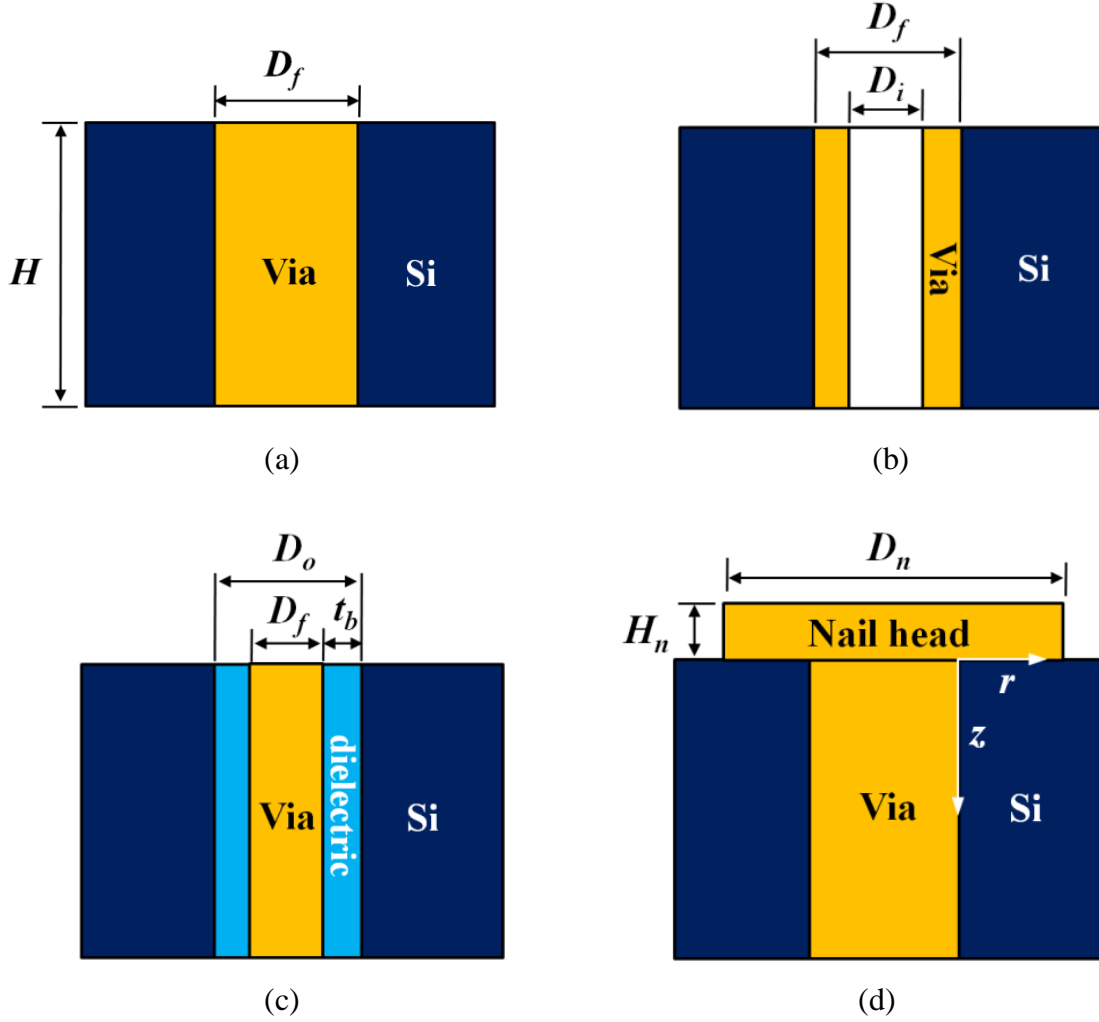 D_f
H
Via
Si
(a)
D_f
D_i
Via
Si
(b)
D_o
D_f t_b
Via
dielectric
Si
(c)
D_n
H_n
Nail head
r
z
Via
Si
(d)